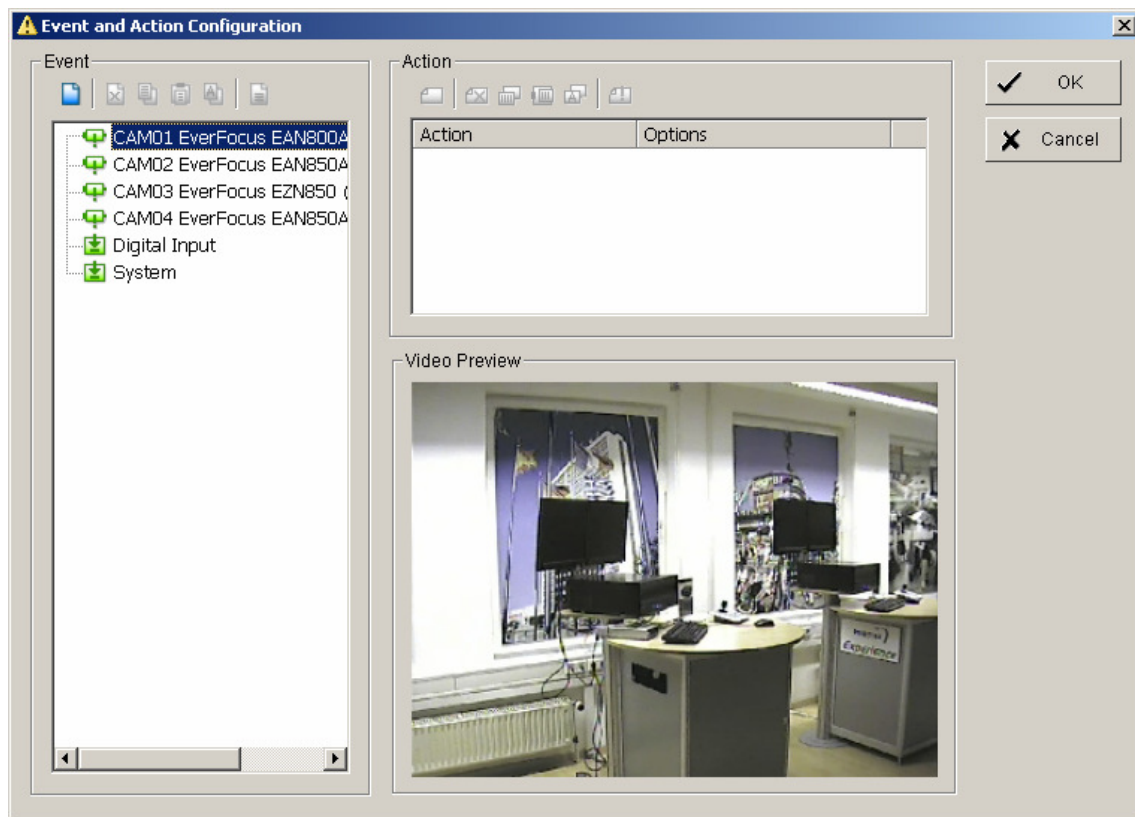 Event and Action Configuration
Event
CAM01 EverFocus EAN800A
CAM02 EverFocus EAN850A
CAM03 EverFocus EZN850 (
CAM04 EverFocus EAN850A
Digital Input
System
Action
Action Options
OK
Cancel
Video Preview
Experience